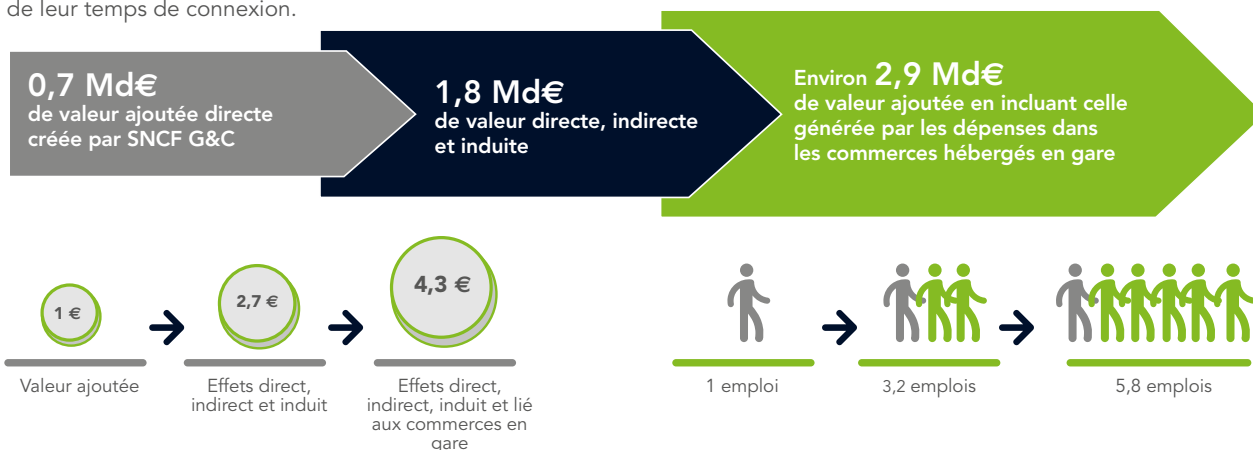 de leur temps de connexion.
0,7 Md€
de valeur ajoutée directe
créée par SNCF G&C
1,8 Md€
de valeur directe, indirecte
et induite
Environ 2,9 Md€
de valeur ajoutée en incluant celle
générée par les dépenses dans
les commerces hébergés en gare
1 €
2,7 €
4,3 €
Valeur ajoutée
Effets direct,
indirect et induit
Effets direct,
indirect, induit et lié
aux commerces en
gare
1 emploi
3,2 emplois
5,8 emplois